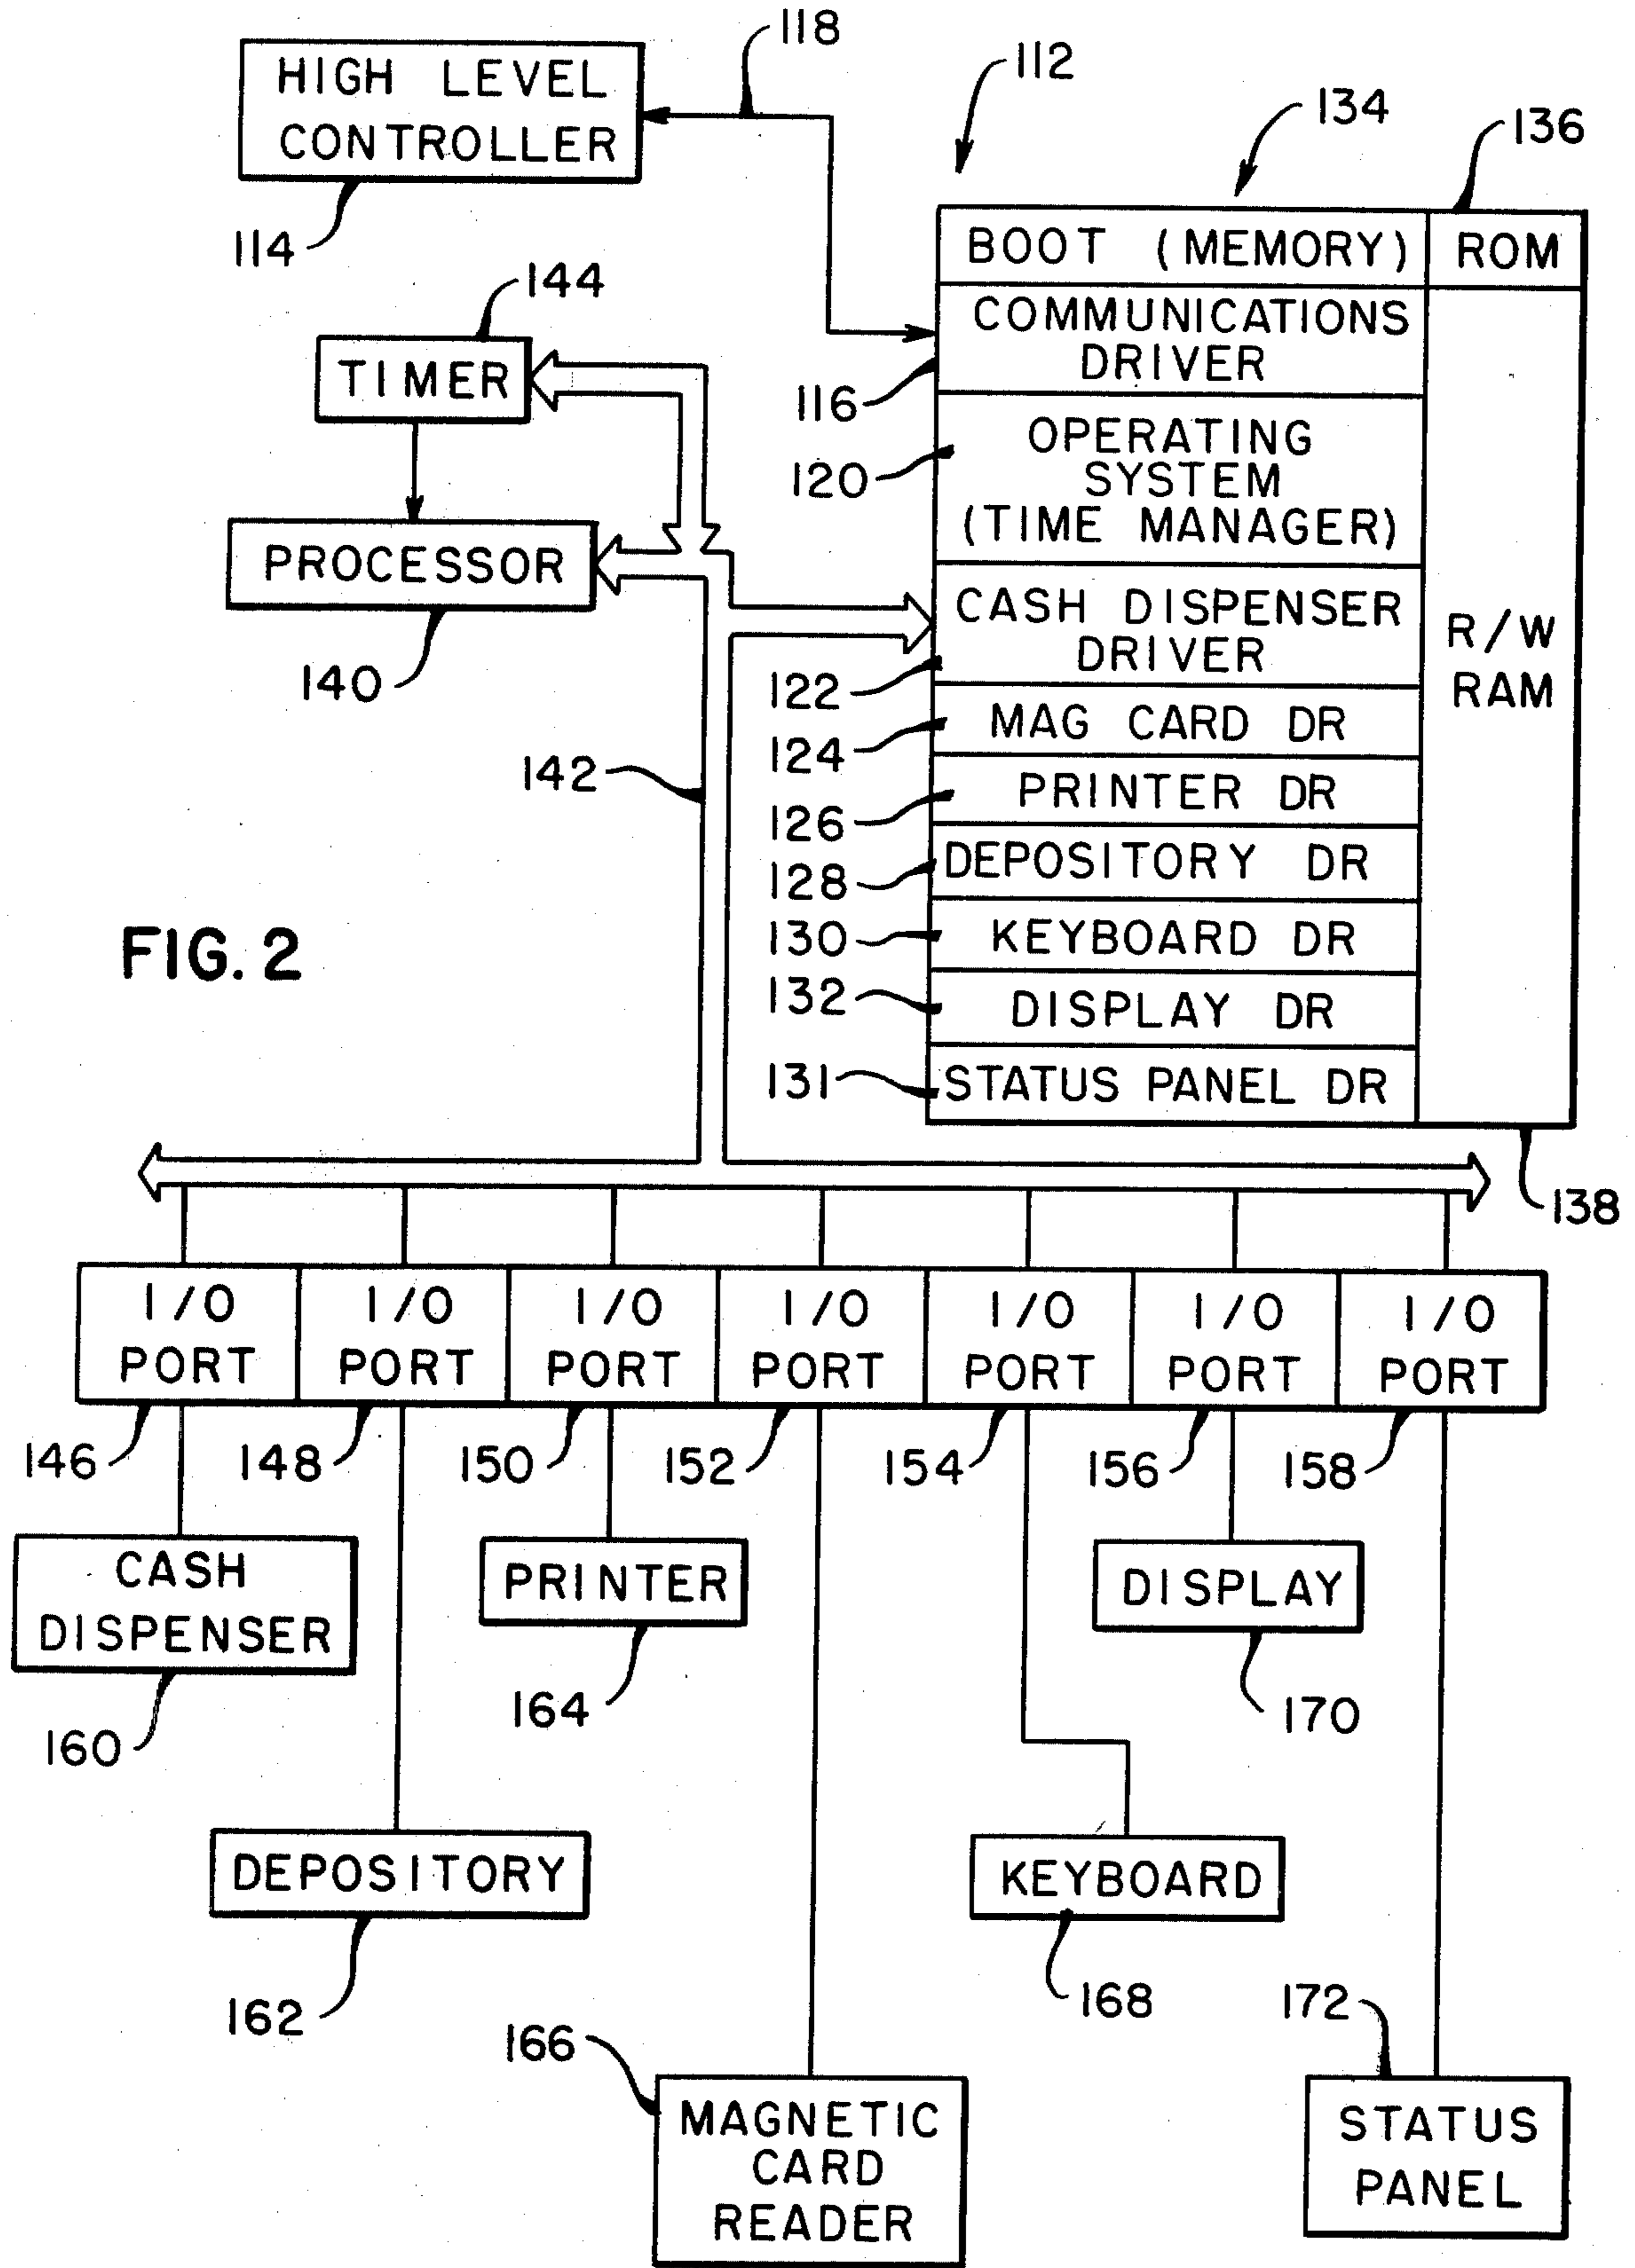 118
112
134
136
HIGH LEVEL
CONTROLLER
114
BOOT (MEMORY)
ROM
COMMUNICATIONS
DRIVER
116
144
TIMER
OPERATING
SYSTEM
(TIME MANAGER)
120
PROCESSOR
140
CASH DISPENSER
DRIVER
122
R/W
RAM
MAG CARD DR
124
142
PRINTER DR
126
DEPOSITORY DR
128
FIG. 2
KEYBOARD DR
130
DISPLAY DR
132
STATUS PANEL DR
131
138
I/O
PORT
I/O
PORT
I/O
PORT
I/O
PORT
I/O
PORT
I/O
PORT
I/O
PORT
146
148
150
152
154
156
158
CASH
DISPENSER
160
PRINTER
164
DISPLAY
170
DEPOSITORY
162
KEYBOARD
168
166
MAGNETIC
CARD
READER
172
STATUS
PANEL